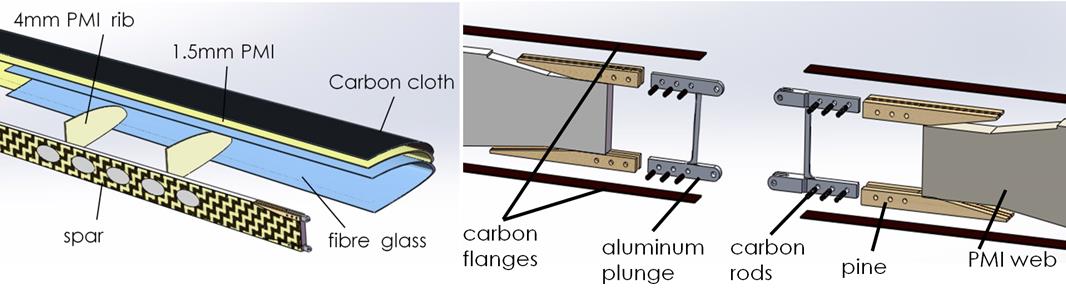 4mm PMI rib
1.5mm PMI
Carbon cloth
spar
fibre glass
carbon
flanges
aluminum
plunge
carbon
rods
pine
PMI web